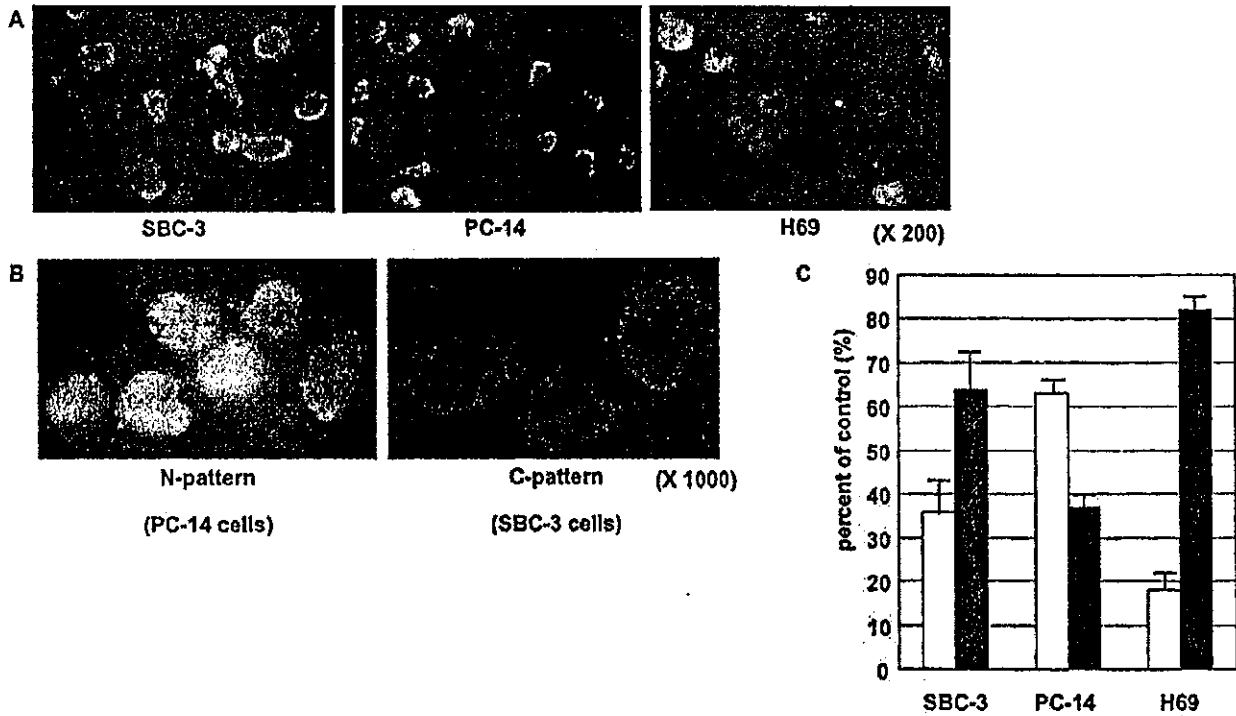 A
SBC-3
PC-14
H69
(X 200)
B
N-pattern
(PC-14 cells)
C-pattern
(SBC-3 cells)
(X 1000)
C
percent of control (%)
90
80
70
60
50
40
30
20
10
0
SBC-3
PC-14
H69